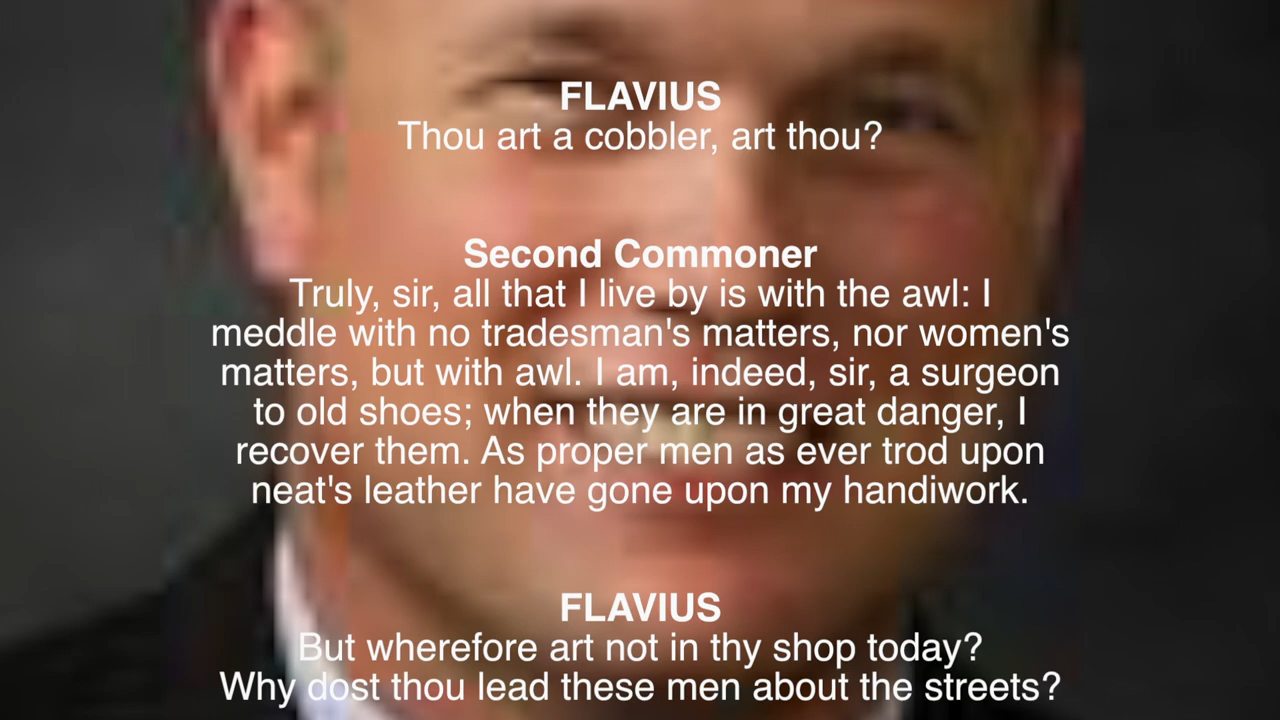 FLAVIUS
Thou art a cobbler, art thou?
Second Commoner
Truly, sir, all that I live by is with the awl: I
meddle with no tradesman's matters, nor women's
matters, but with awl. I am, indeed, sir, a surgeon
to old shoes; when they are in great danger, I
recover them. As proper men as ever trod upon
neat's leather have gone upon my handiwork.
FLAVIUS
But wherefore art not in thy shop today?
Why dost thou lead these men about the streets?